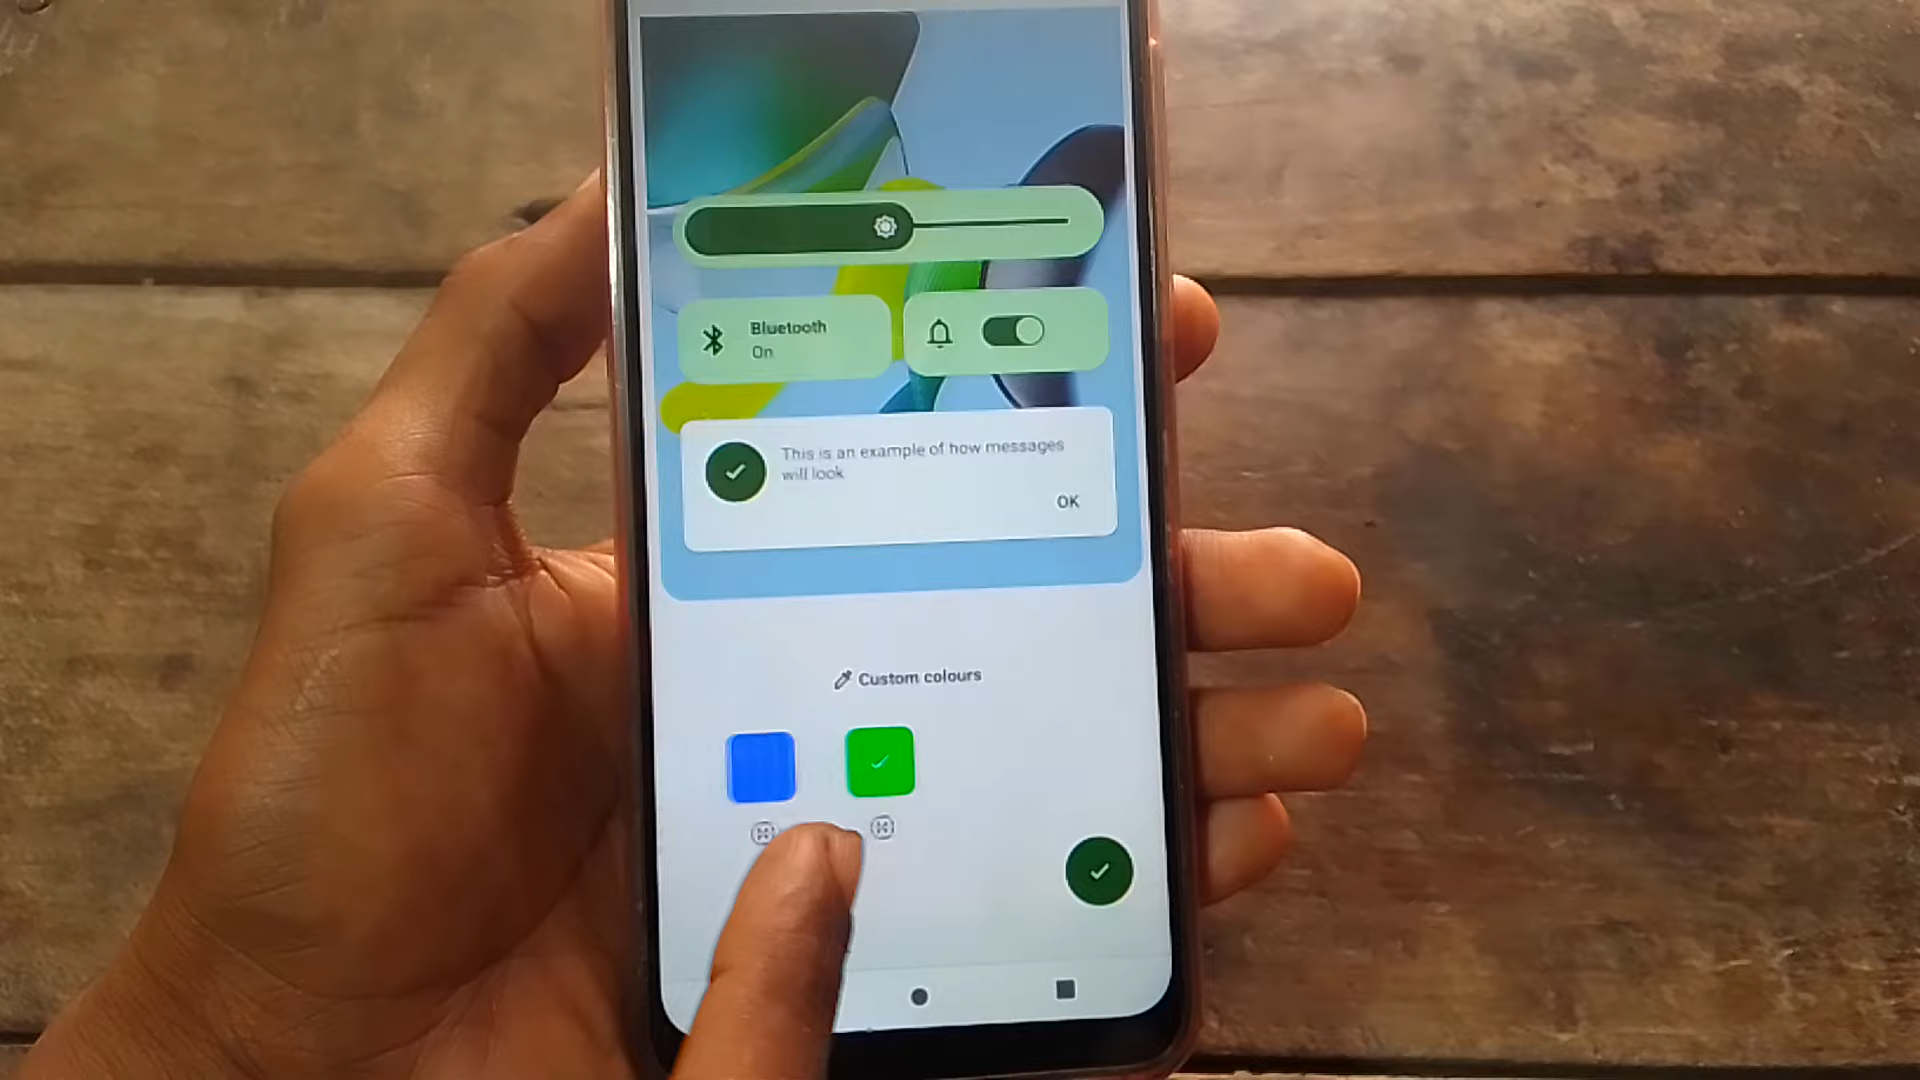 Bluetooth
On
This is an example of how messages
will look
OK
Custom colours